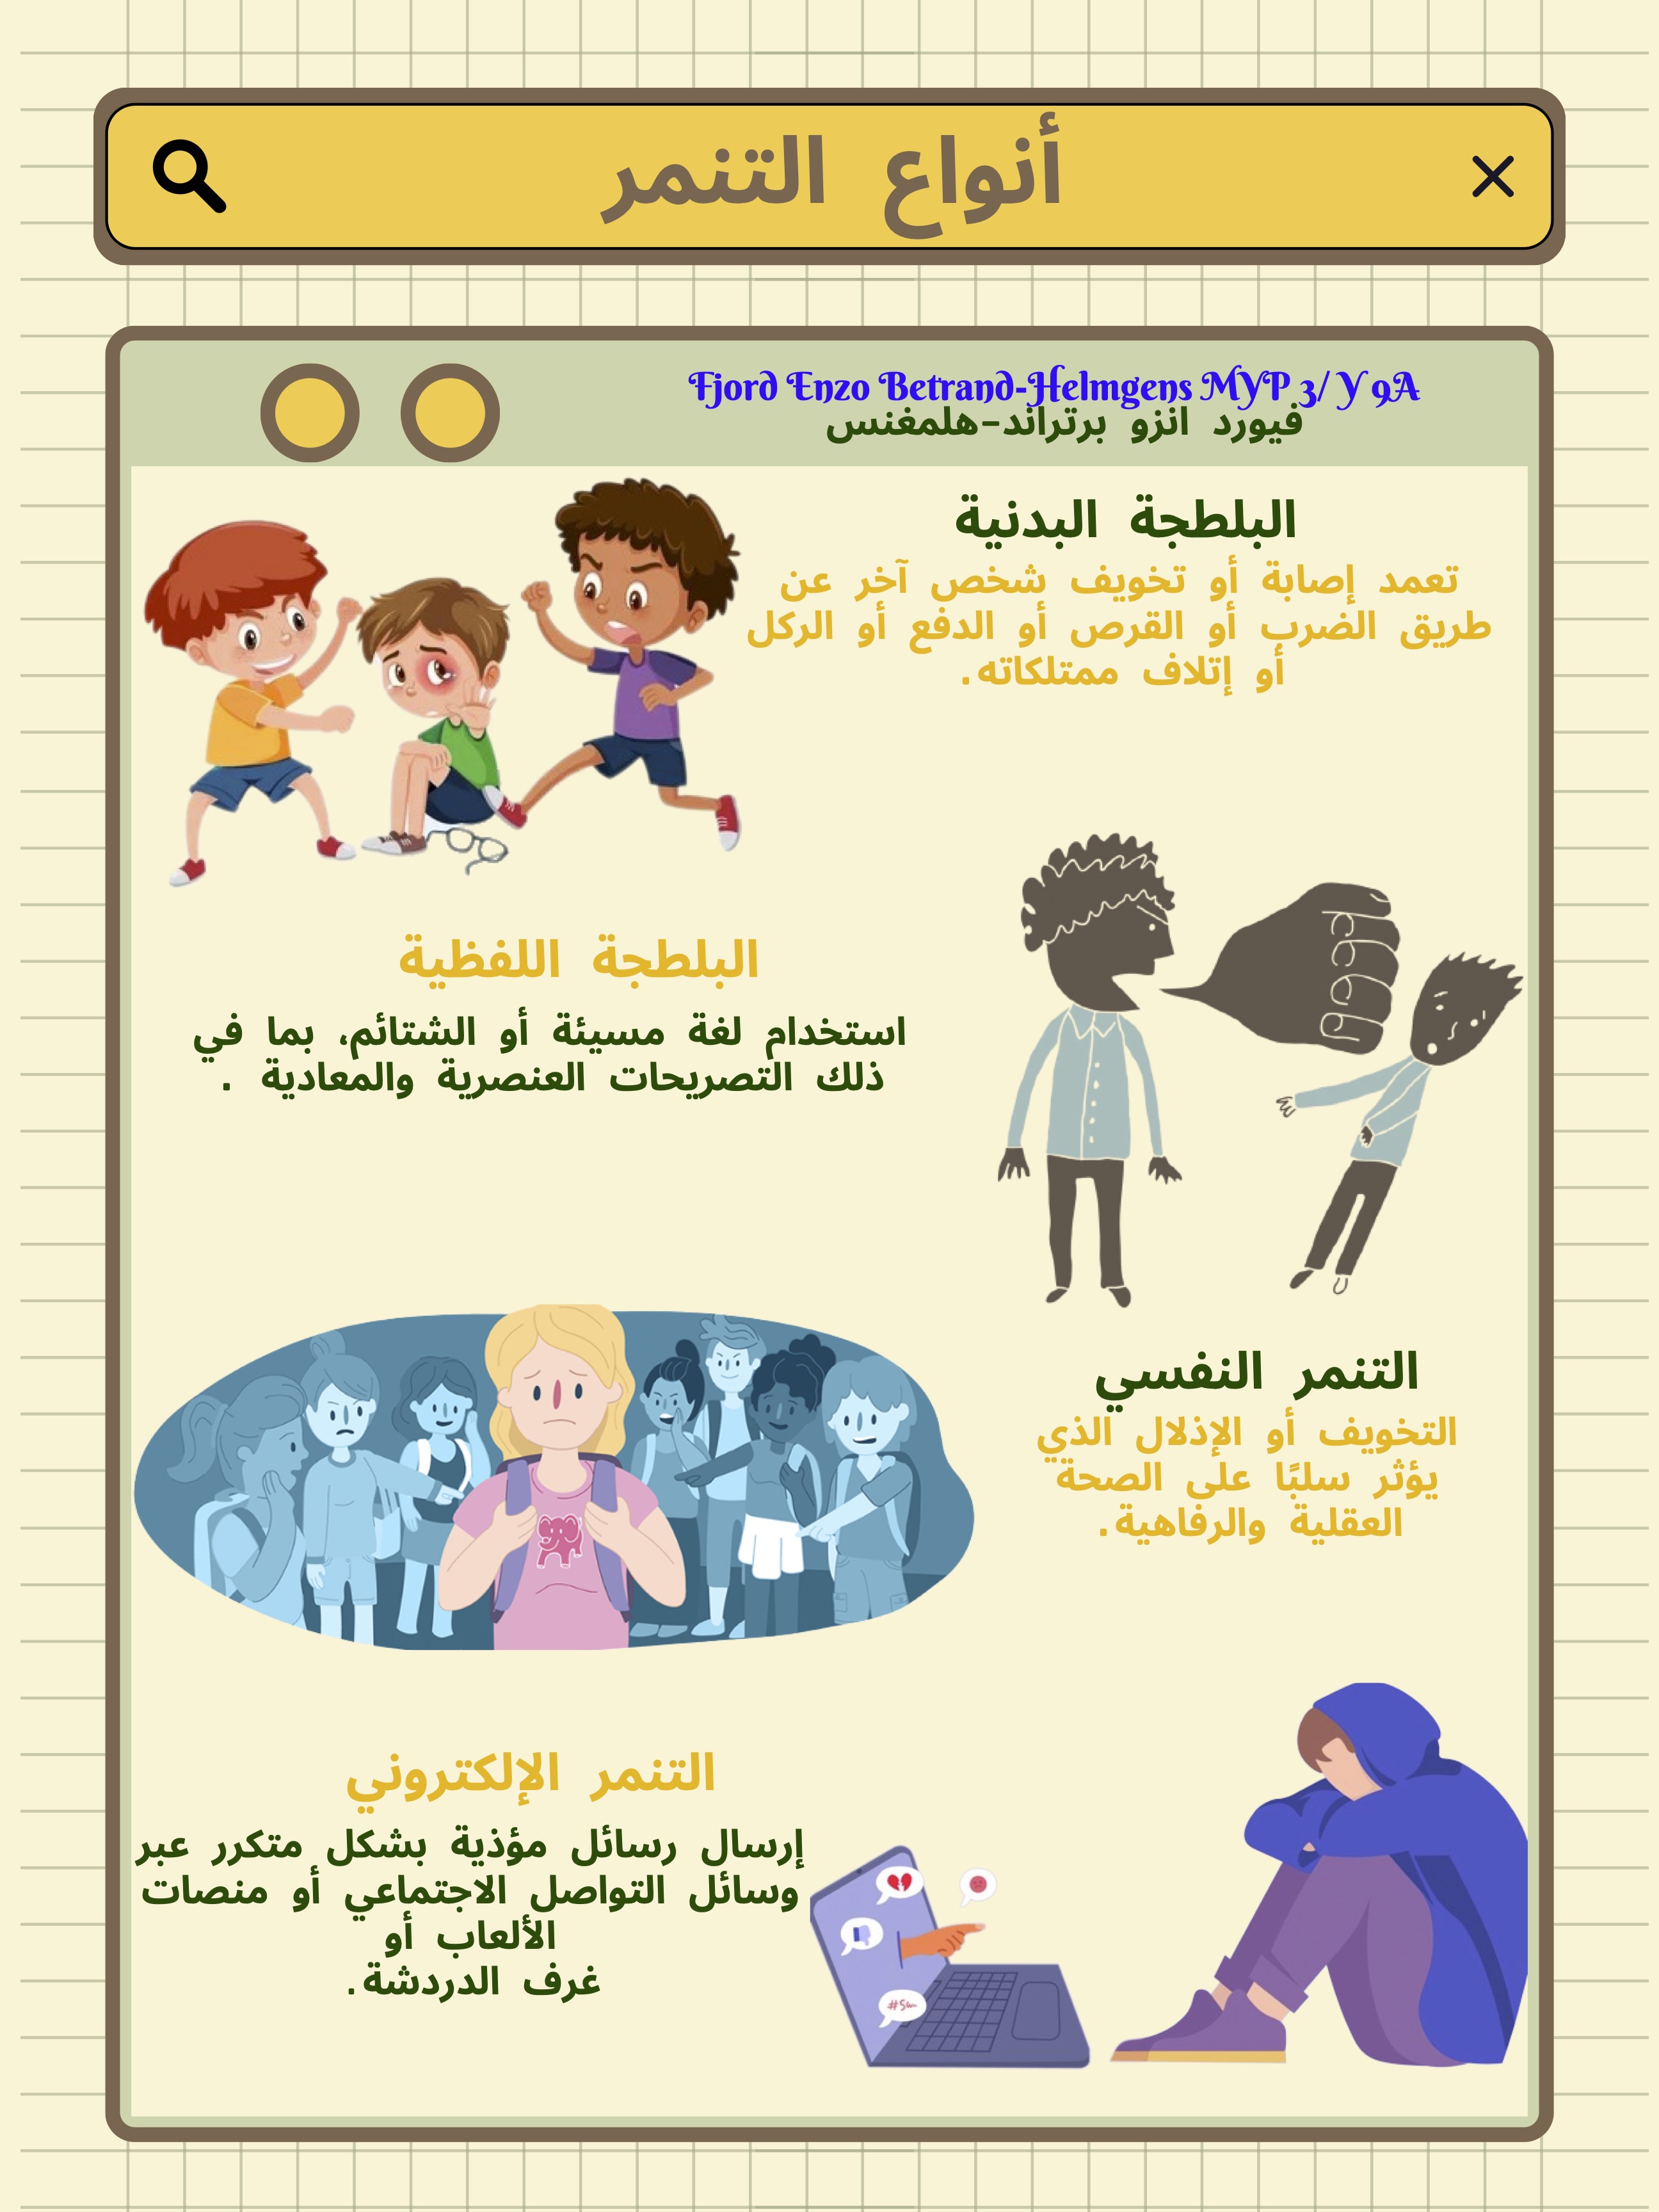 أنواع التنمر
Fjord Enzo Betrand-Helmgens MYP 3/ Y 9A
فيورد انزو برتراند-هلمغنس
البلطجة البدنية
تعمد إصابة أو تخويف شخص آخر عن
طريق الضرب أو القرص أو الدفع أو الركل
أو إتلاف ممتلكاته.
البلطجة اللفظية
استخدام لغة مسيئة أو الشتائم، بما في
ذلك التصريحات العنصرية والمعادية .
التنمر النفسي
التخويف أو الإذلال الذي
يؤثر سلبًا على الصحة
العقلية والرفاهية.
التنمر الإلكتروني
إرسال رسائل مؤذية بشكل متكرر عبر
وسائل التواصل الاجتماعي أو منصات
الألعاب أو
غرف الدردشة.